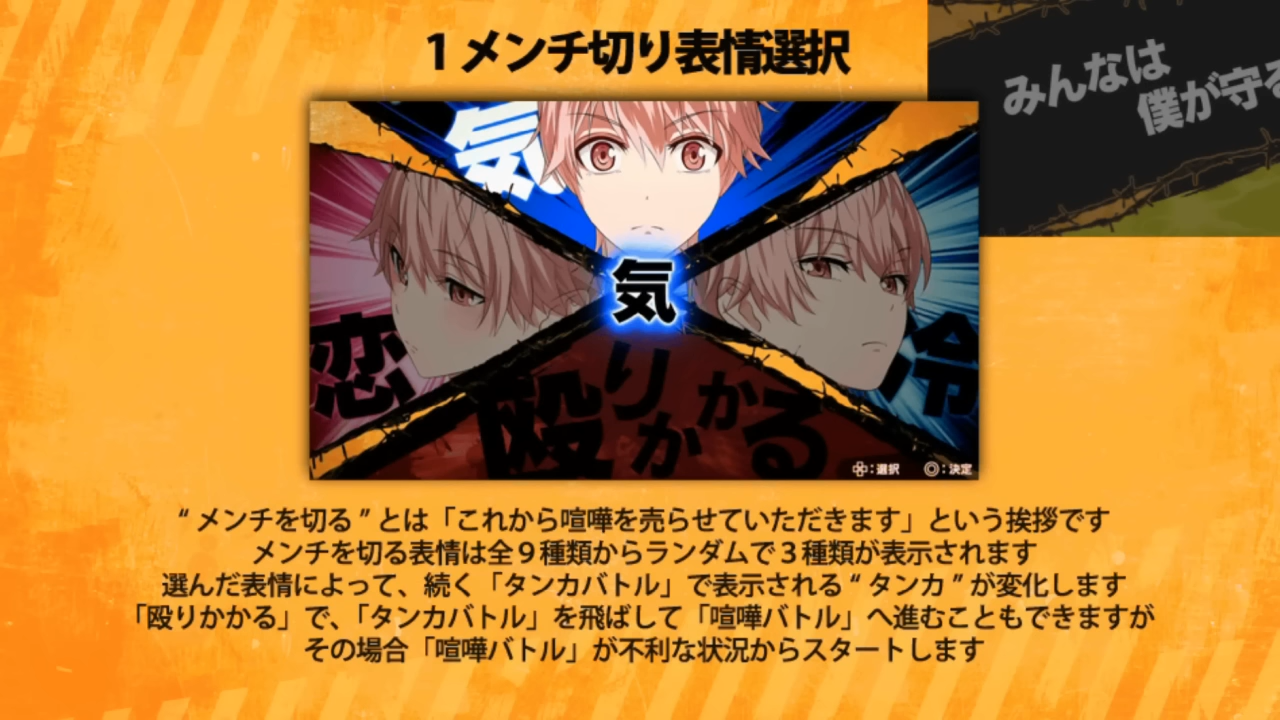 １メンチ切り表情選択
みんなは
僕が守る
気
気
恋
冷
殴りかかる
：選択 ◎：決定
“メンチを切る”とは「これから喧嘩を売らせていただきます」という挨拶です
メンチを切る表情は全９種類からランダムで３種類が表示されます
選んだ表情によって、続く「タンカバトル」で表示される“タンカ”が変化します
「殴りかかる」で、「タンカバトル」を飛ばして「喧嘩バトル」へ進むこともできますが
その場合「喧嘩バトル」が不利な状況からスタートします